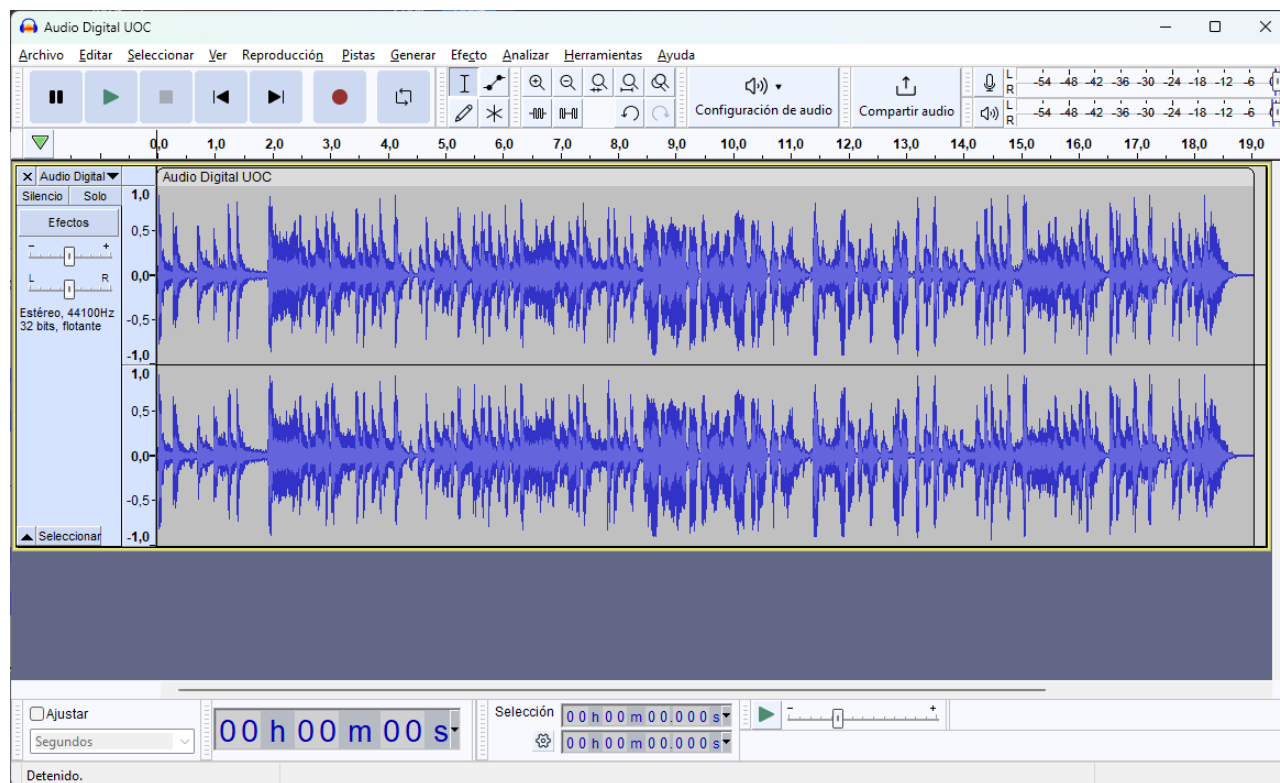 Audio Digital UOC
Archivo Editar Seleccionar Ver Reproducción Pistas Generar Efecto Analizar Herramientas Ayuda
L R -54 -48 -42 -36 -30 -24 -18 -12 -6
Configuración de audio Compartir audio
L R -54 -48 -42 -36 -30 -24 -18 -12 -6
0,0 1,0 2,0 3,0 4,0 5,0 6,0 7,0 8,0 9,0 10,0 11,0 12,0 13,0 14,0 15,0 16,0 17,0 18,0 19,0
Audio Digital Audio Digital UOC
Silencio Solo
Efectos
- +
L R
Estéreo, 44100Hz
32 bits, flotante
1,0
0,5
0,0
-0,5
-1,0
1,0
0,5
0,0
-0,5
-1,0
Seleccionar
Ajustar
Segundos
00 h 00 m 00 s
Selección 00 h 00 m 00.000 s
00 h 00 m 00.000 s
- +
Detenido.